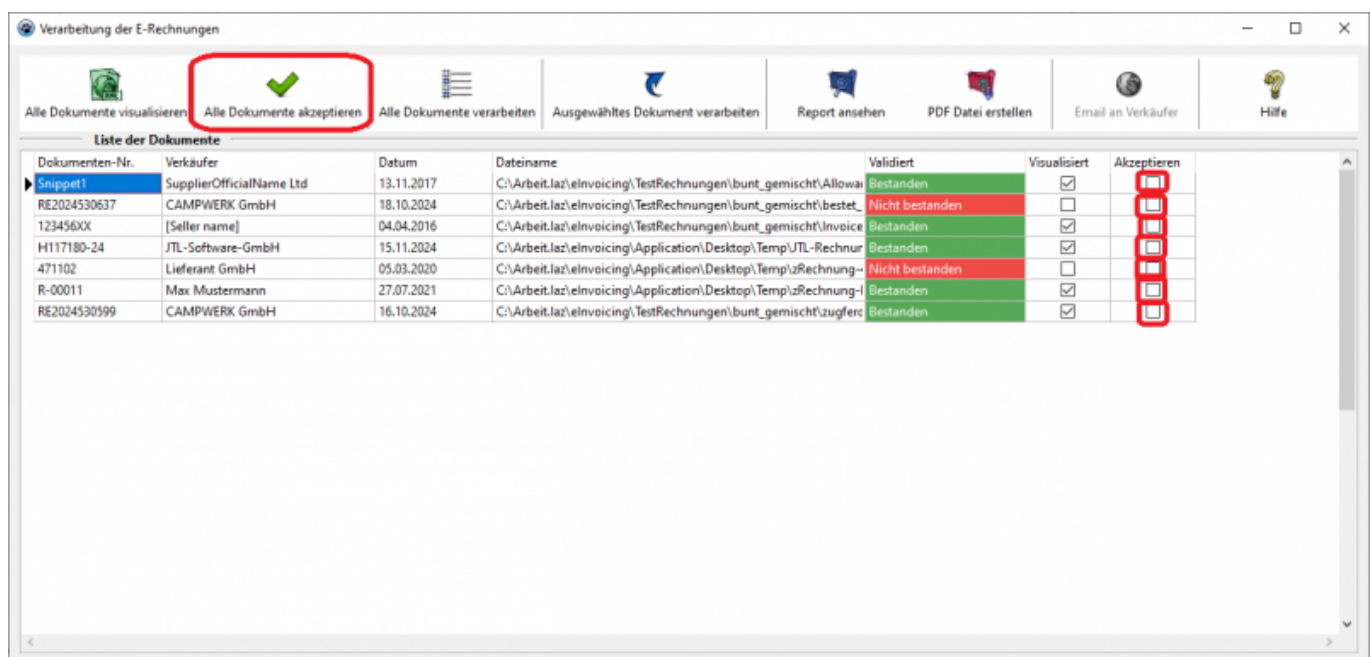 Verarbeitung der E-Rechnungen
Alle Dokumente visualisieren Alle Dokumente akzeptieren Alle Dokumente verarbeiten Ausgewähltes Dokument verarbeiten Report ansehen PDF Datei erstellen Email an Verkäufer Hilfe
Liste der Dokumente
Dokumenten-Nr. Verkäufer Datum Dateiname Validiert Visualisiert Akzeptieren
Snippet1 SupplierOfficialName Ltd 13.11.2017 C:\Arbeit.laz\eInvoicing\TestRechnungen\bunt_gemischt\Allowa Bestanden
RE2024530637 CAMPWERK GmbH 18.10.2024 C:\Arbeit.laz\eInvoicing\TestRechnungen\bunt_gemischt\bestet_ Nicht bestanden
123456XX [Seller name] 04.04.2016 C:\Arbeit.laz\eInvoicing\TestRechnungen\bunt_gemischt\Invoice Bestanden
H117180-24 JTL-Software-GmbH 15.11.2024 C:\Arbeit.laz\eInvoicing\Application\Desktop\Temp\JTL-Rechnur Bestanden
471102 Lieferant GmbH 05.03.2020 C:\Arbeit.laz\eInvoicing\Application\Desktop\Temp\zRechnung-- Nicht bestanden
R-00011 Max Mustermann 27.07.2021 C:\Arbeit.laz\eInvoicing\Application\Desktop\Temp\zRechnung-I Bestanden
RE2024530599 CAMPWERK GmbH 16.10.2024 C:\Arbeit.laz\eInvoicing\TestRechnungen\bunt_gemischt\zugferc Bestanden